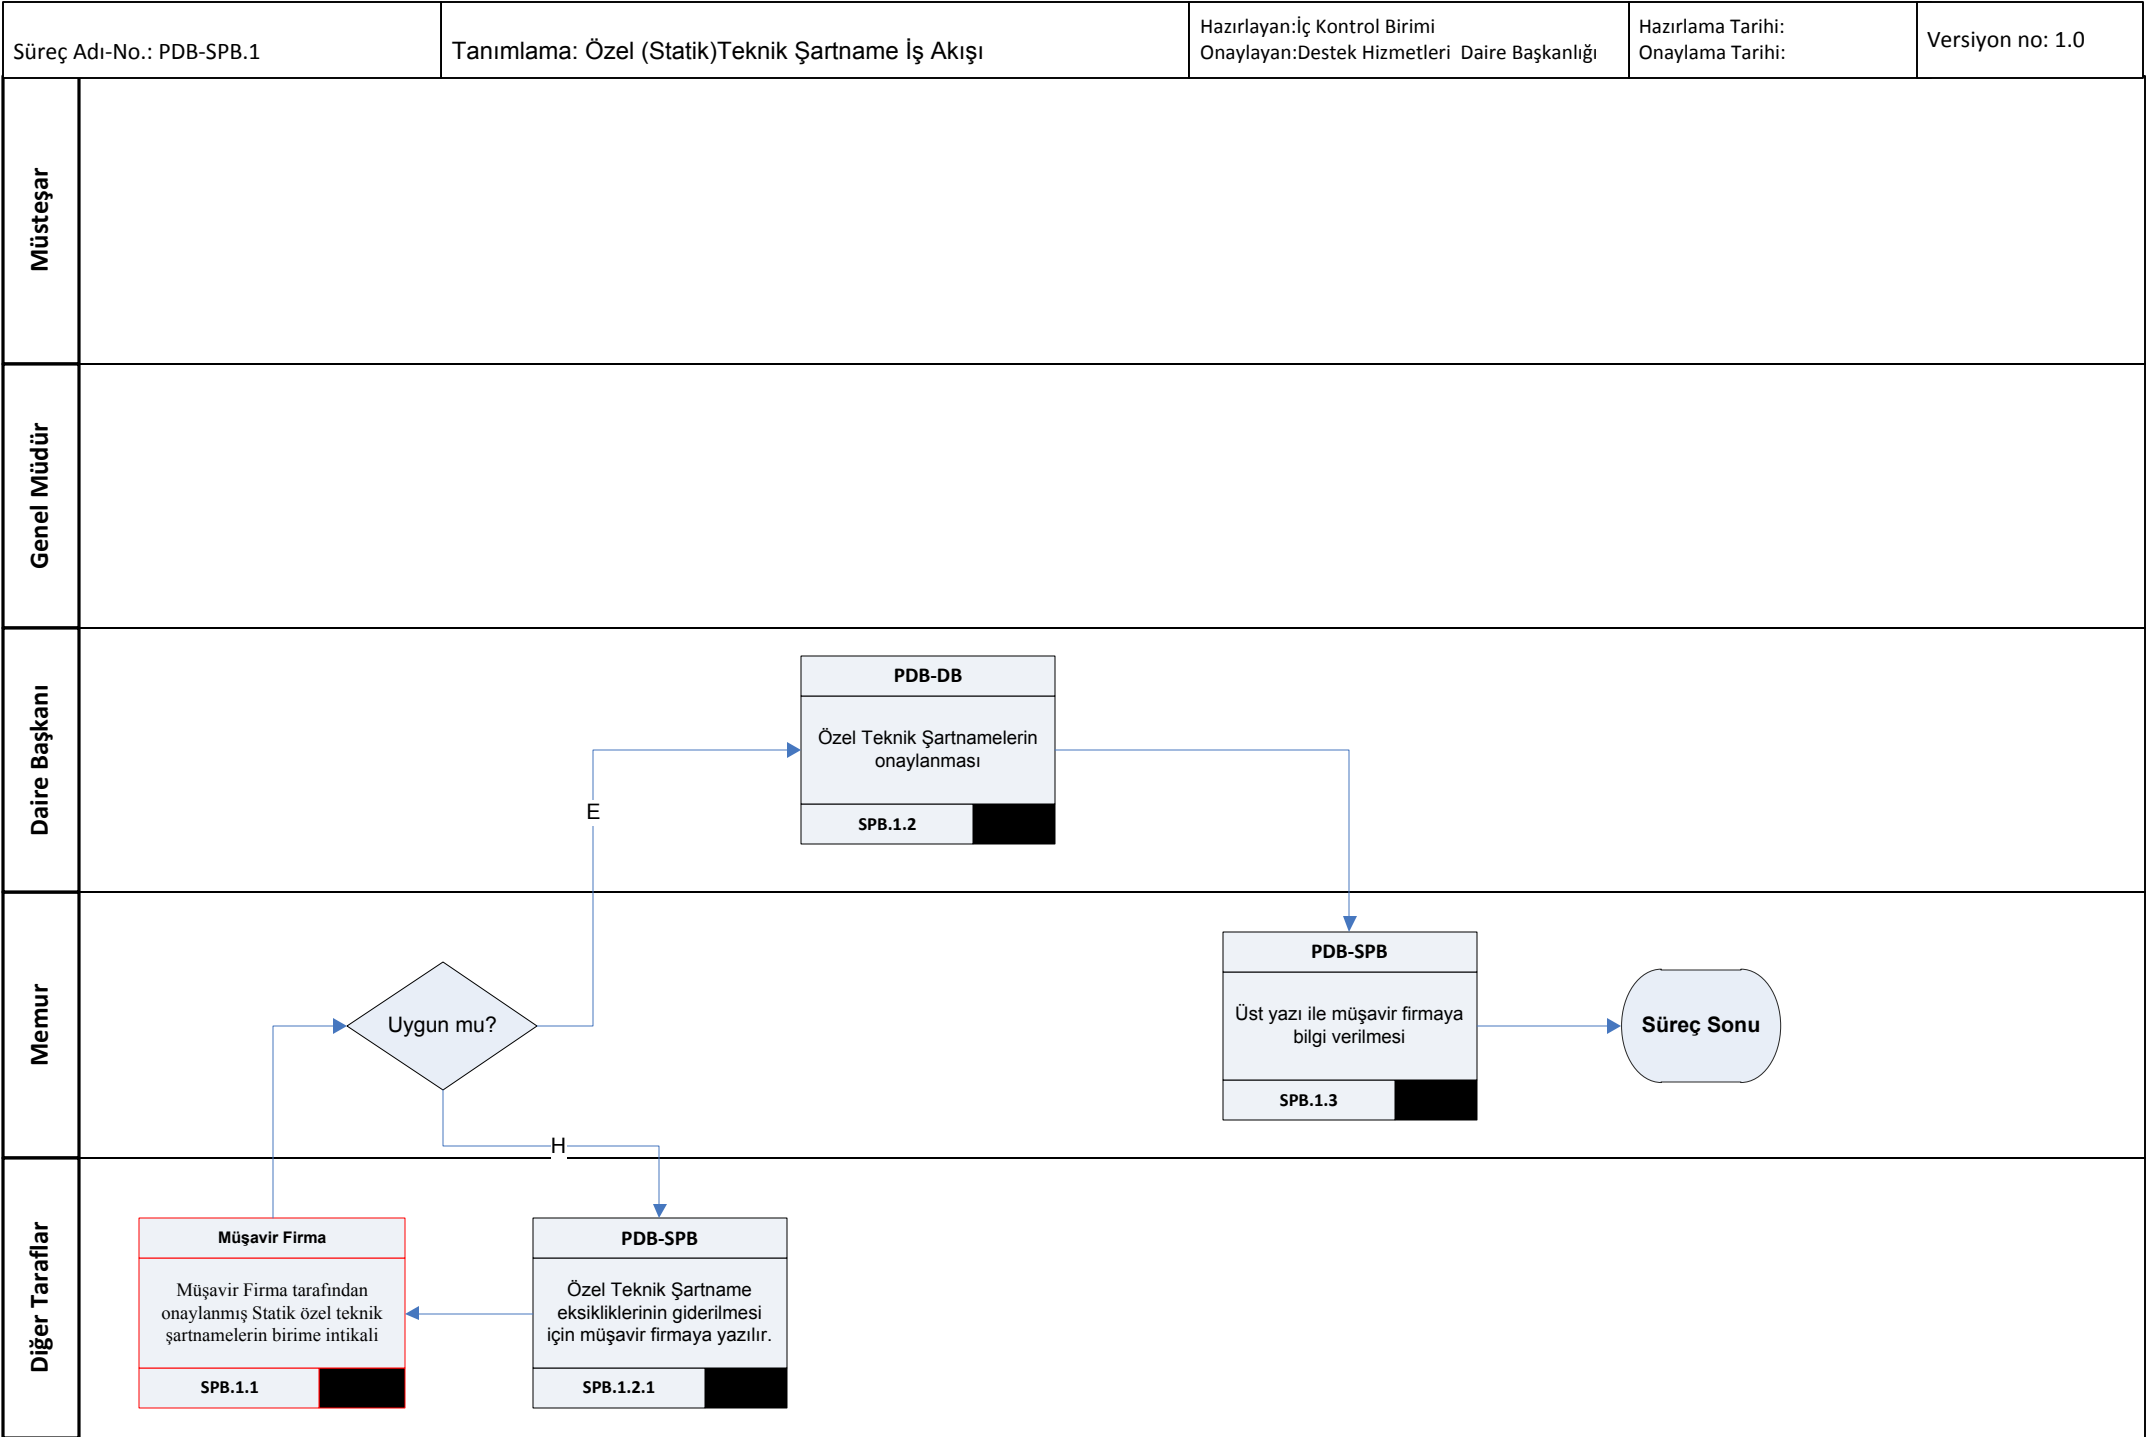 Süreç Adı-No.: PDB-SPB.1
Tanımlama: Özel (Statik)Teknik Şartname İş Akışı
Hazırlayan:İç Kontrol Birimi
Onaylayan:Destek Hizmetleri Daire Başkanlığı
Hazırlama Tarihi:
Onaylama Tarihi:
Versiyon no: 1.0
Müsteşar
Genel Müdür
Daire Başkanı
PDB-DB
Özel Teknik Şartnamelerin
onaylanması
SPB.1.2
E
Memur
Uygun mu?
PDB-SPB
Üst yazı ile müşavir firmaya
bilgi verilmesi
SPB.1.3
Süreç Sonu
H
Diğer Taraflar
Müşavir Firma
Müşavir Firma tarafından
onaylanmış Statik özel teknik
şartnamelerin birime intikali
SPB.1.1
PDB-SPB
Özel Teknik Şartname
eksikliklerinin giderilmesi
için müşavir firmaya yazılır.
SPB.1.2.1